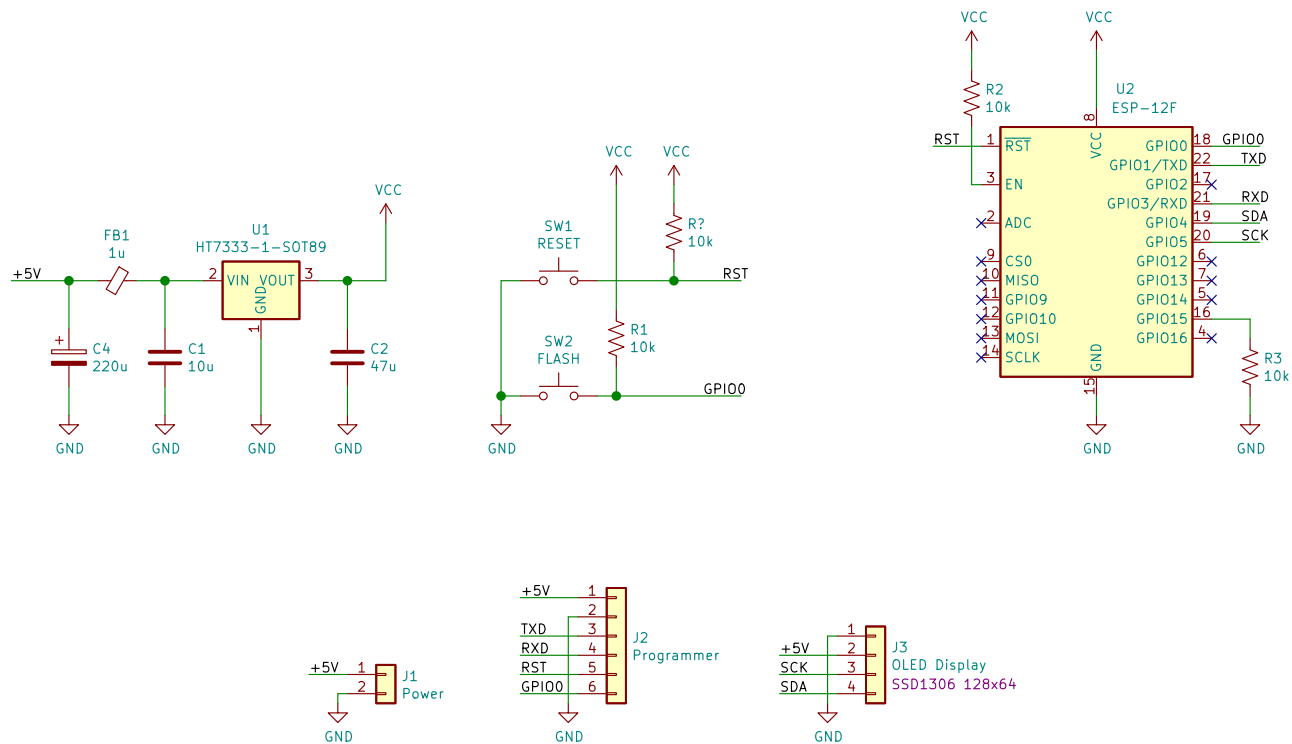 +5V
FB1
1u
C4
220u
+
GND
C1
10u
GND
U1
HT7333-1-SOT89
2
VIN
VOUT
3
GND
1
GND
VCC
C2
47u
GND
VCC
VCC
SW1
RESET
R?
10k
RST
R1
10k
SW2
FLASH
GPIO0
GND
VCC
VCC
R2
10k
U2
ESP-12F
8
VCC
RST
1
RST
3
EN
2
ADC
9
CS0
10
MISO
11
GPIO9
12
GPIO10
13
MOSI
14
SCLK
GPIO0
18
GPIO0
GPIO1/TXD
22
TXD
GPIO2
17
GPIO3/RXD
21
RXD
GPIO4
19
SDA
GPIO5
20
SCK
GPIO12
6
GPIO13
7
GPIO14
5
GPIO15
16
GPIO16
4
GND
15
GND
R3
10k
GND
+5V
1
2
J1
Power
GND
+5V
1
2
TXD
3
RXD
4
RST
5
GPIO0
6
J2
Programmer
GND
1
+5V
2
SCK
3
SDA
4
J3
OLED Display
SSD1306 128x64
GND